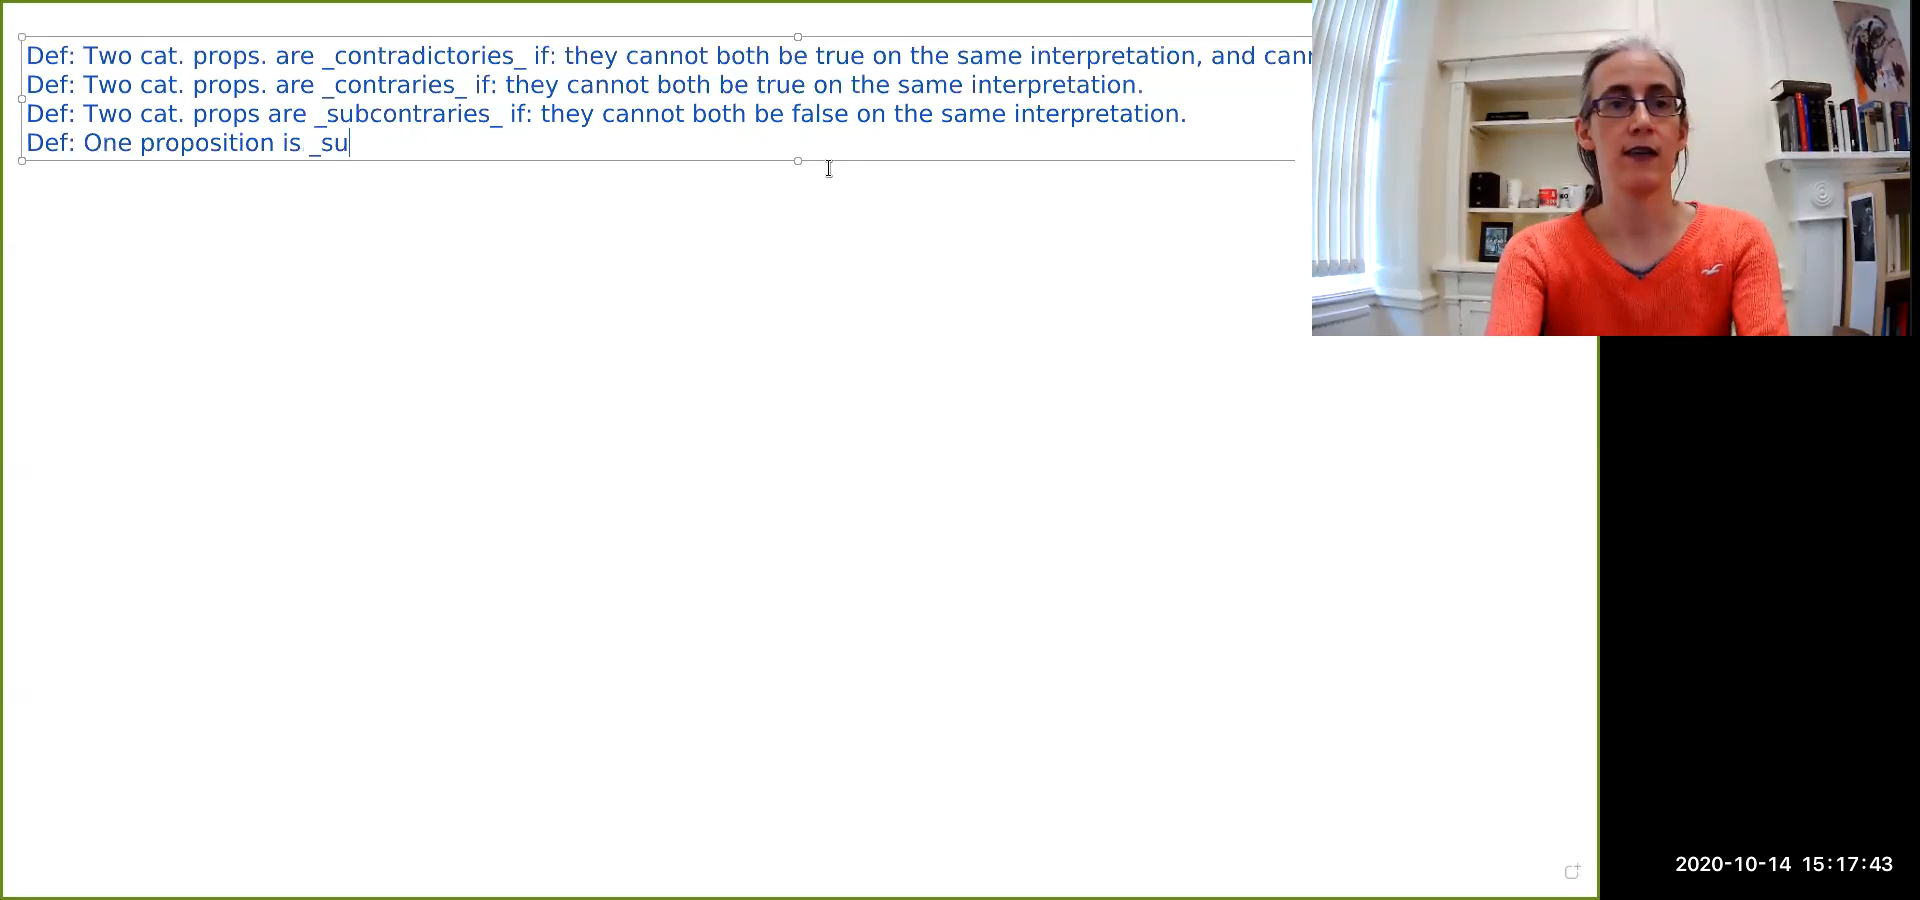 Def: Two cat. props. are _contradictories_ if: they cannot both be true on the same interpretation, and
Def: Two cat. props. are _contraries_ if: they cannot both be true on the same interpretation.
Def: Two cat. props are _subcontraries_ if: they cannot both be false on the same interpretation.
Def: One proposition is _su
2020-10-14 15:17:43